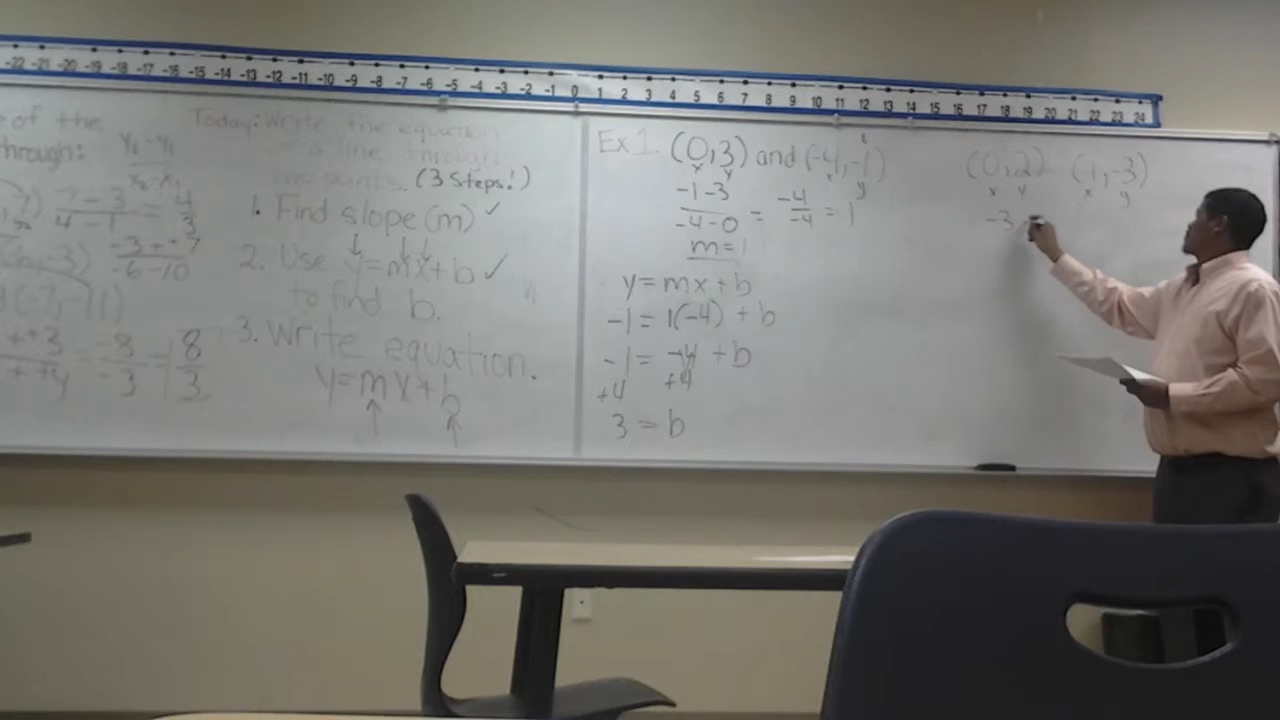 -22 -21 -20 -19 -18 -17 -16 -15 -14 -13 -12 -11 -10 -9 -8 -7 -6 -5 -4 -3 -2 -1 0 1 2 3 4 5 6 7 8 9 10 11 12 13 14 15 16 17 18 19 20 21 22 23 24
of the
through:
y₂-y₁
x₂-x₁
7-3 = 4
4-1 3
-3++7
-6-10
(-7,-11)
= -8 = 8
-3 3
Today: Write the equation
of a line through
two points. (3 Steps!)
1. Find slope (m) ✓
2. Use y=mx+b ✓
to find b.
3. Write equation.
y=mx+b
Ex 1. (0,3) and (-4,-1)
x y x y
-1-3 = -4 = 1
-4-0 -4
m=1
y=mx+b
-1=1(-4)+b
-1=-4+b
+4 +4
3=b
(0,2) (1,-3)
x y x y
-3